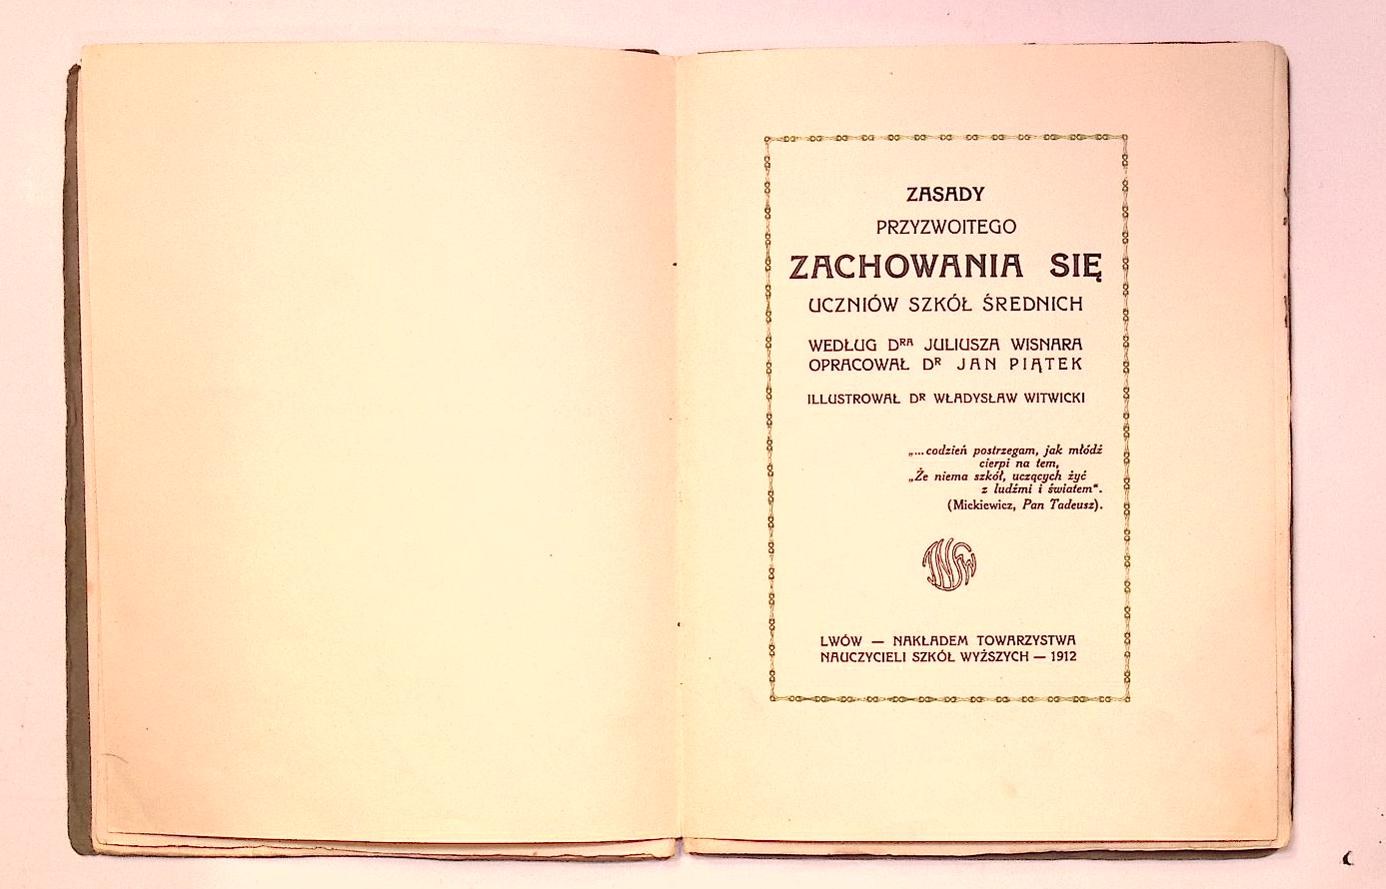 ZASADY
PRZYZWOITEGO
ZACHOWANIA SIĘ
UCZNIÓW SZKÓŁ ŚREDNICH
WEDŁUG DRA JULIUSZA WISNARA
OPRACOWAŁ DR JAN PIĄTEK
ILLUSTROWAŁ DR WŁADYSŁAW WITWICKI
„... codzień postrzegam, jak młódź
cierpi na tem,
„Że niema szkół, uczących żyć
z ludźmi i światem“.
(Mickiewicz, Pan Tadeusz).
TNSW
LWÓW — NAKŁADEM TOWARZYSTWA
NAUCZYCIELI SZKÓŁ WYŻSZYCH — 1912